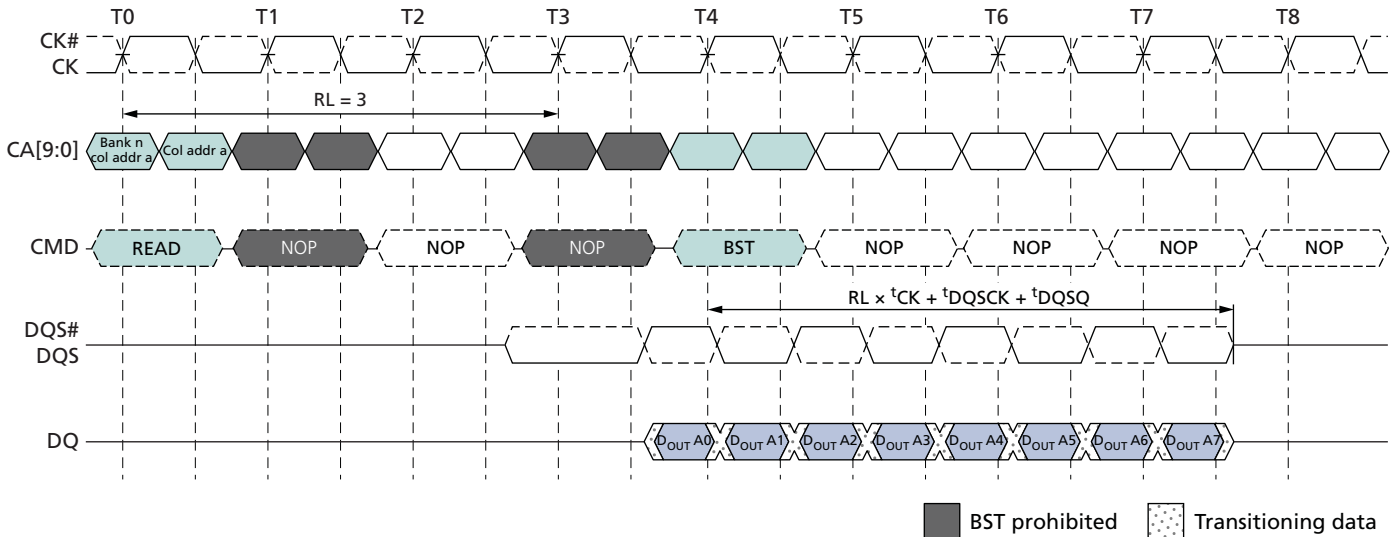 T0 T1 T2 T3 T4 T5 T6 T7 T8
CK#
CK
RL = 3
CA[9:0]
Bank n
col addr a
Col addr a
CMD
READ NOP NOP NOP BST NOP NOP NOP NOP
RL × tCK + tDQSCK + tDQSQ
DQS#
DQS
DQ
DOUT A0 DOUT A1 DOUT A2 DOUT A3 DOUT A4 DOUT A5 DOUT A6 DOUT A7
BST prohibited Transitioning data